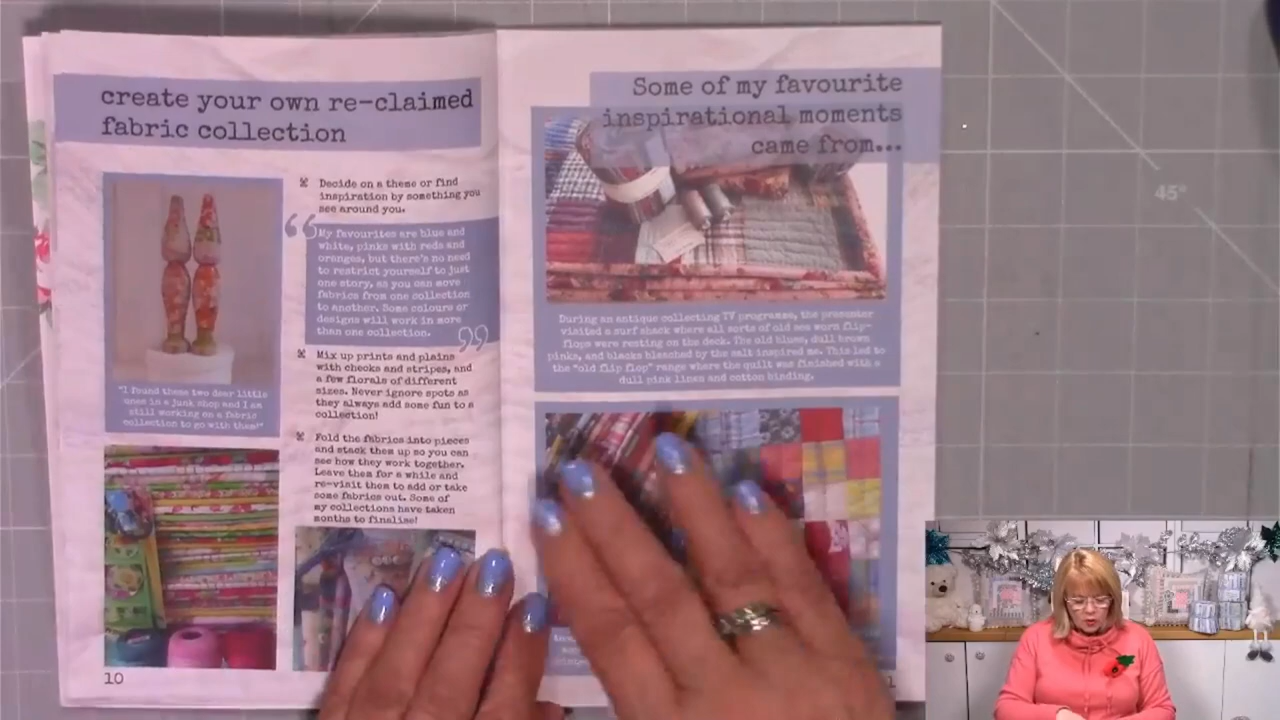 create your own re-claimed
fabric collection
Decide on a theme or find
inspiration by something you
see around you.
“My favourites are blue and
white, pinks with reds and
oranges, but there's no need
to restrict yourself to just
one story, as you can move
fabrics from one collection
to another. Some colours or
designs will work in more
than one collection.”
Mix up prints and plains
with checks and stripes, and
a few florals of different
sizes. Never ignore spots as
they always add some fun to a
collection!
"I found these two dear little
ones in a junk shop and I am
still working on a fabric
collection to go with them!"
Fold the fabrics into pieces
and stack them up so you can
see how they work together.
Leave them for a while and
re-visit them to add or take
some fabrics out. Some of
my collections have taken
months to finalise!
10
Some of my favourite
inspirational moments
came from...
During an antique collecting TV programme, the presenter
visited a surf shack where all sorts of old sea worn flip-
flops were resting on the deck. The old blues, dull brown
pinks, and blacks bleached by the salt inspired me. This led to
the "old flip flop" range where the quilt was finished with a
dull pink linen and cotton binding.
45°